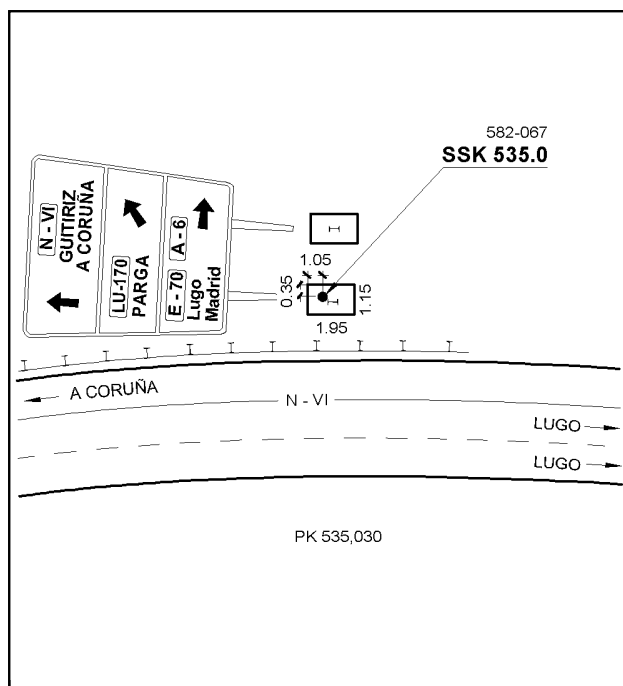 582-067
SSK 535.0
N - VI
GUITIRIZ
A CORUÑA
LU-170
PARGA
E - 70 A - 6
Lugo
Madrid
1.05
0.35
1.15
1.95
A CORUÑA
N - VI
LUGO
LUGO
PK 535,030